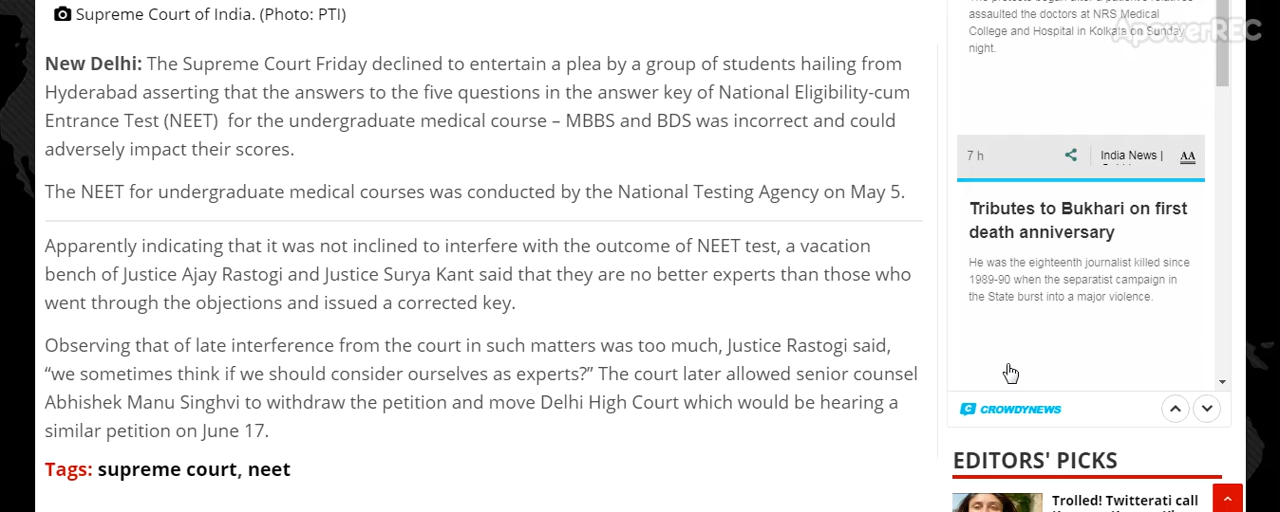 Supreme Court of India. (Photo: PTI)
New Delhi: The Supreme Court Friday declined to entertain a plea by a group of students hailing from
Hyderabad asserting that the answers to the five questions in the answer key of National Eligibility-cum
Entrance Test (NEET) for the undergraduate medical course – MBBS and BDS was incorrect and could
adversely impact their scores.
The NEET for undergraduate medical courses was conducted by the National Testing Agency on May 5.
Apparently indicating that it was not inclined to interfere with the outcome of NEET test, a vacation
bench of Justice Ajay Rastogi and Justice Surya Kant said that they are no better experts than those who
went through the objections and issued a corrected key.
Observing that of late interference from the court in such matters was too much, Justice Rastogi said,
“we sometimes think if we should consider ourselves as experts?” The court later allowed senior counsel
Abhishek Manu Singhvi to withdraw the petition and move Delhi High Court which would be hearing a
similar petition on June 17.
Tags: supreme court, neet
assaulted the doctors at NRS Medical
College and Hospital in Kolkata on Sunday
night.
ApowerREC
7 h
India News |
AA
Tributes to Bukhari on first
death anniversary
He was the eighteenth journalist killed since
1989-90 when the separatist campaign in
the State burst into a major violence.
CROWDYNEWS
EDITORS' PICKS
Trolled! Twitterati call